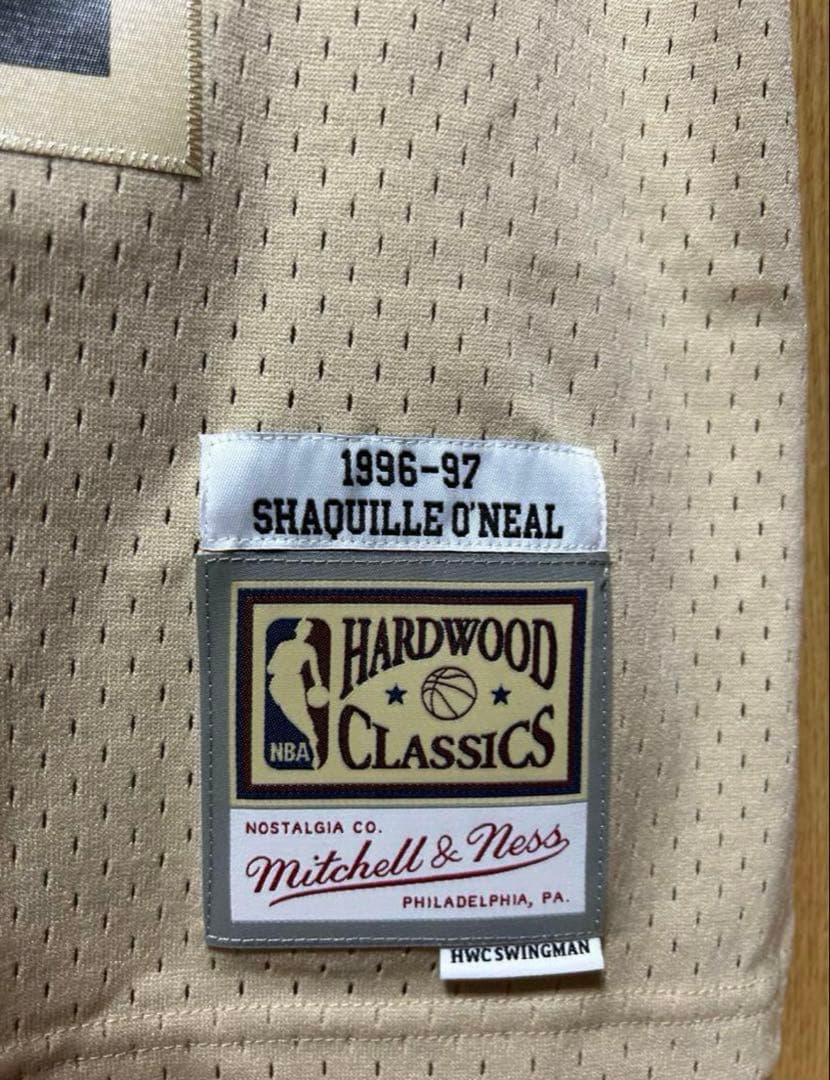 1996-97
SHAQUILLE O'NEAL
HARDWOOD
CLASSICS
NBA
NOSTALGIA CO.
Mitchell & Ness
PHILADELPHIA, PA.
HWC SWINGMAN